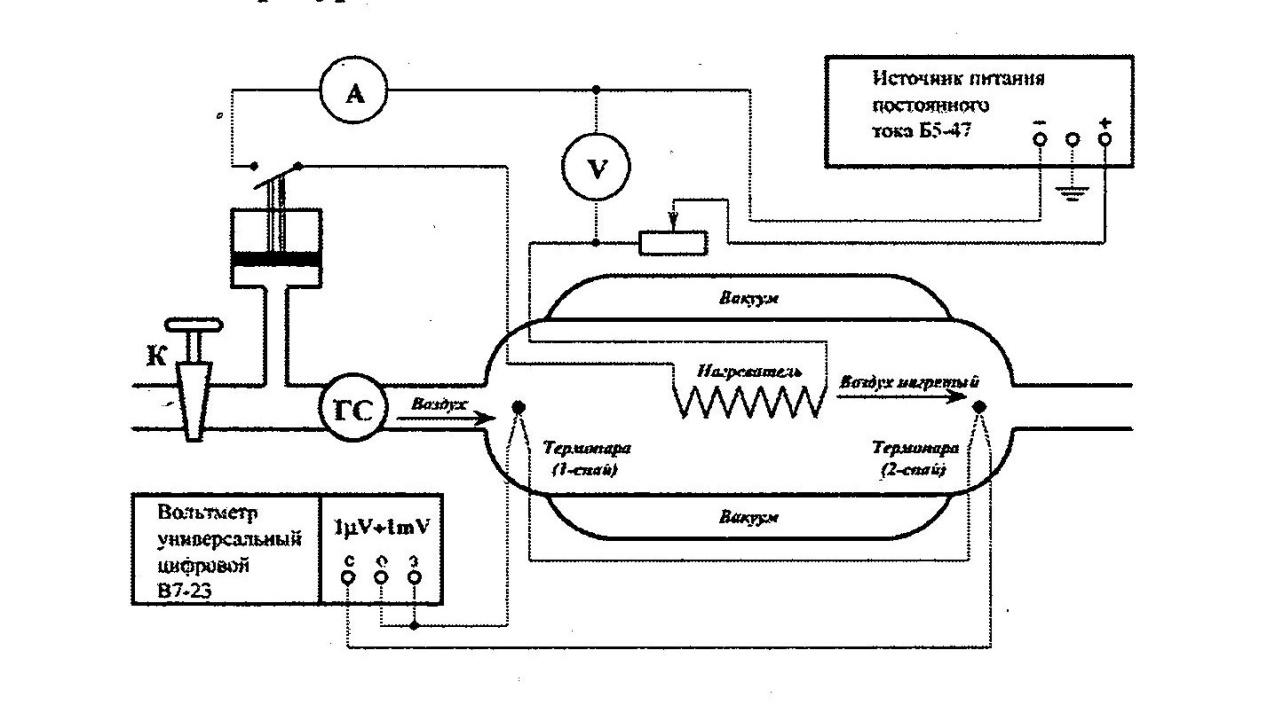 А
Источник питания
постоянного
тока Б5-47
− +
V
Вакуум
К
Нагреватель
Воздух нагретый
ГС
Воздух
Термопара
(1-спай)
Термопара
(2-спай)
Вакуум
Вольтметр
универсальный
цифровой
В7-23
1μV÷1mV